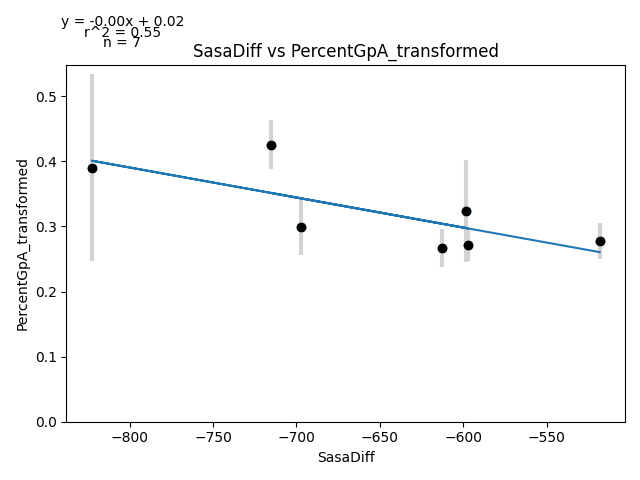 y = -0.00x + 0.02
r^2 = 0.55
n = 7
SasaDiff vs PercentGpA_transformed
PercentGpA_transformed
0.5
0.4
0.3
0.2
0.1
0.0
−800
−750
−700
−650
−600
−550
SasaDiff